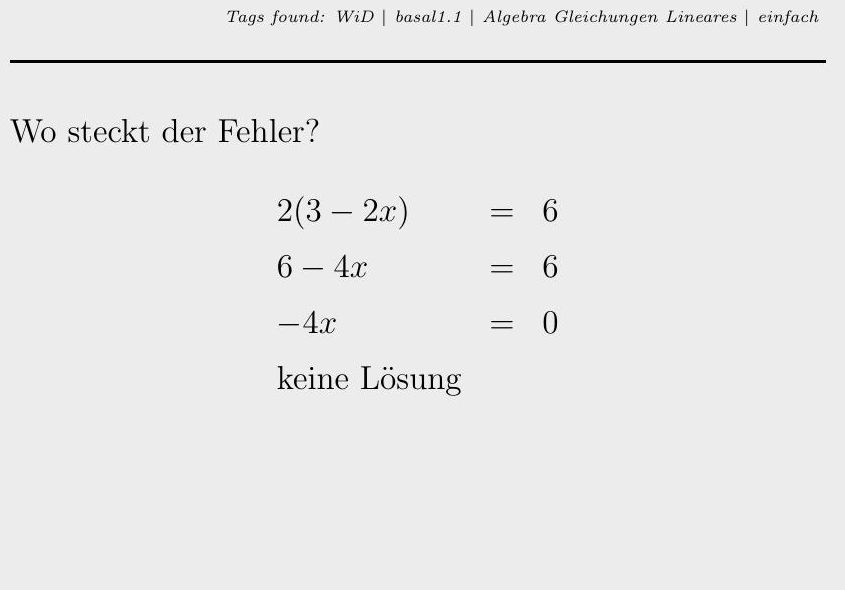 Tags found: WiD | basal1.1 | Algebra Gleichungen Lineares | einfach
Wo steckt der Fehler?
2(3 − 2x) = 6
6 − 4x = 6
−4x = 0
keine Lösung